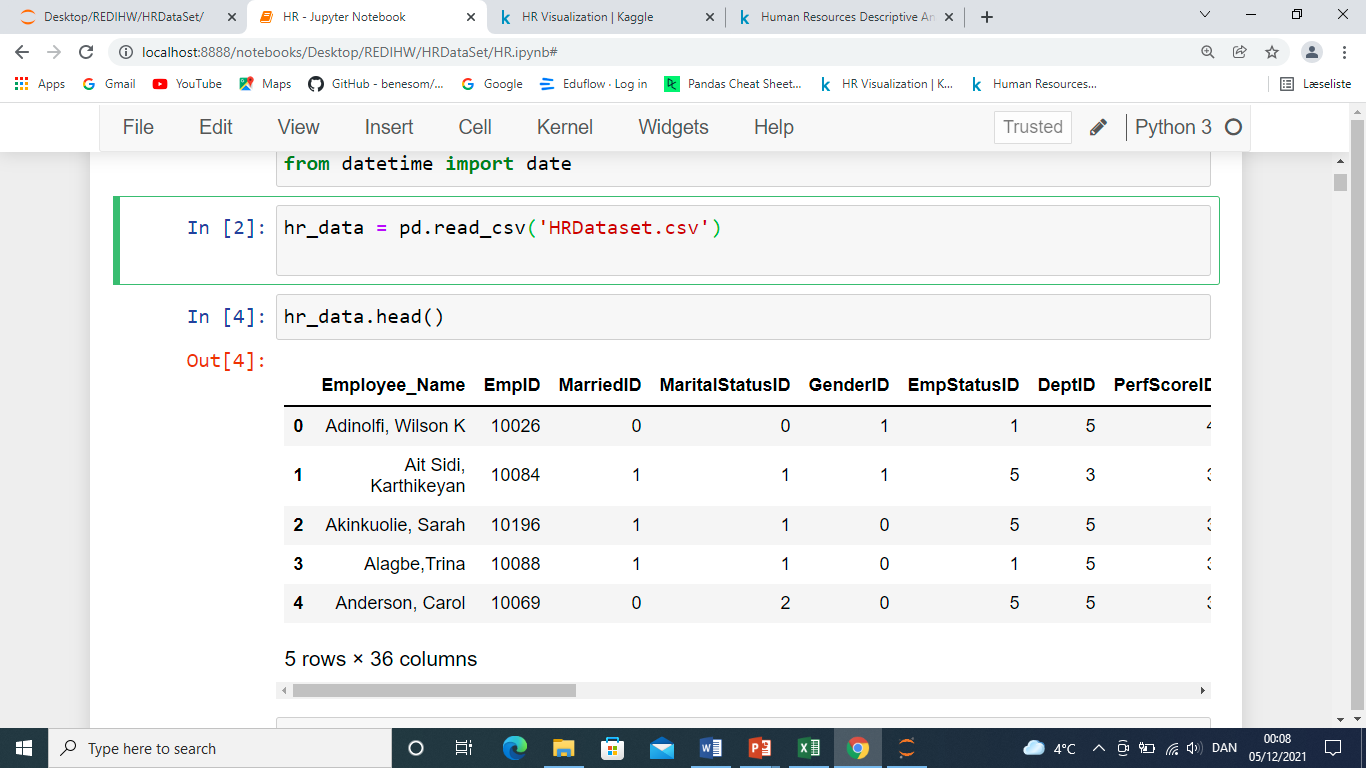 Desktop/REDIHW/HRDataSet/
HR - Jupyter Notebook
HR Visualization | Kaggle
Human Resources Descriptive An
localhost:8888/notebooks/Desktop/REDIHW/HRDataSet/HR.ipynb#
Apps Gmail YouTube Maps GitHub - benesom/... Google Eduflow · Log in Pandas Cheat Sheet... HR Visualization | K... Human Resources... Læseliste
File Edit View Insert Cell Kernel Widgets Help Trusted Python 3
from datetime import date
In [2]: hr_data = pd.read_csv('HRDataset.csv')
In [4]: hr_data.head()
Out[4]:
Employee_Name EmpID MarriedID MaritalStatusID GenderID EmpStatusID DeptID PerfScoreID
0 Adinolfi, Wilson K 10026 0 0 1 1 5 4
1 Ait Sidi, Karthikeyan 10084 1 1 1 5 3 3
2 Akinkuolie, Sarah 10196 1 1 0 5 5 3
3 Alagbe,Trina 10088 1 1 0 1 5 3
4 Anderson, Carol 10069 0 2 0 5 5 3
5 rows × 36 columns
Type here to search
4°C DAN
00:08
05/12/2021